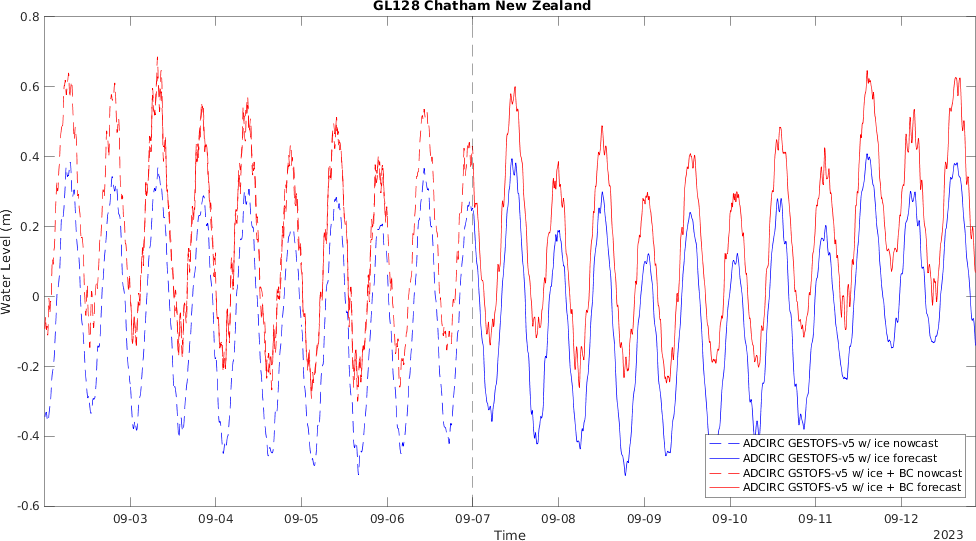 GL128 Chatham New Zealand
0.8
0.6
0.4
0.2
0
-0.2
-0.4
-0.6
Water Level (m)
ADCIRC GESTOFS-v5 w/ ice nowcast
ADCIRC GESTOFS-v5 w/ ice forecast
ADCIRC GSTOFS-v5 w/ ice + BC nowcast
ADCIRC GSTOFS-v5 w/ ice + BC forecast
09-03 09-04 09-05 09-06 09-07 09-08 09-09 09-10 09-11 09-12
Time
2023